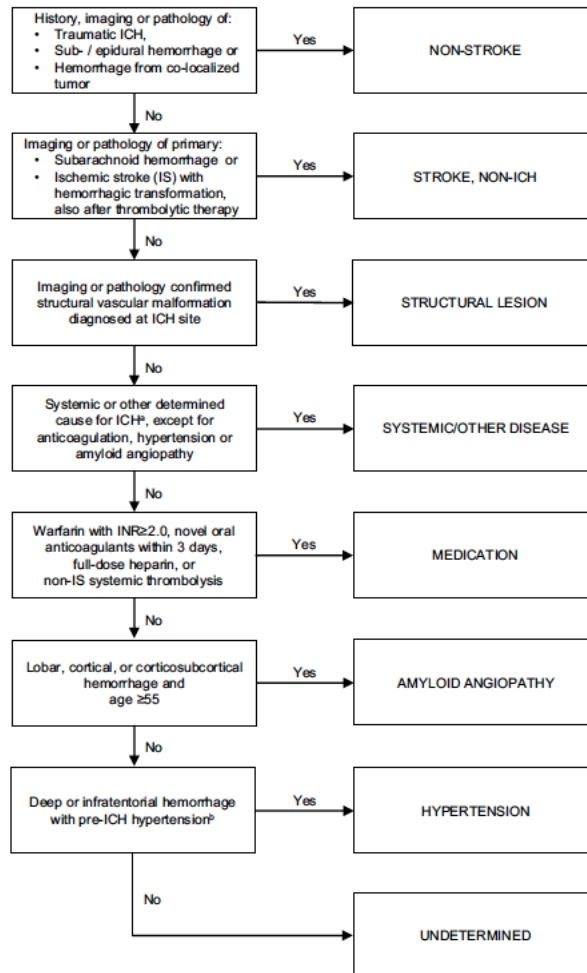 History, imaging or pathology of:
• Traumatic ICH,
• Sub- / epidural hemorrhage or
• Hemorrhage from co-localized
tumor
Yes
NON-STROKE
No
Imaging or pathology of primary:
• Subarachnoid hemorrhage or
• Ischemic stroke (IS) with
hemorrhagic transformation,
also after thrombolytic therapy
Yes
STROKE, NON-ICH
No
Imaging or pathology confirmed
structural vascular malformation
diagnosed at ICH site
Yes
STRUCTURAL LESION
No
Systemic or other determined
cause for ICHᵃ, except for
anticoagulation, hypertension or
amyloid angiopathy
Yes
SYSTEMIC/OTHER DISEASE
No
Warfarin with INR≥2.0, novel oral
anticoagulants within 3 days,
full-dose heparin, or
non-IS systemic thrombolysis
Yes
MEDICATION
No
Lobar, cortical, or corticosubcortical
hemorrhage and
age ≥55
Yes
AMYLOID ANGIOPATHY
No
Deep or infratentorial hemorrhage
with pre-ICH hypertensionᵇ
Yes
HYPERTENSION
No
UNDETERMINED